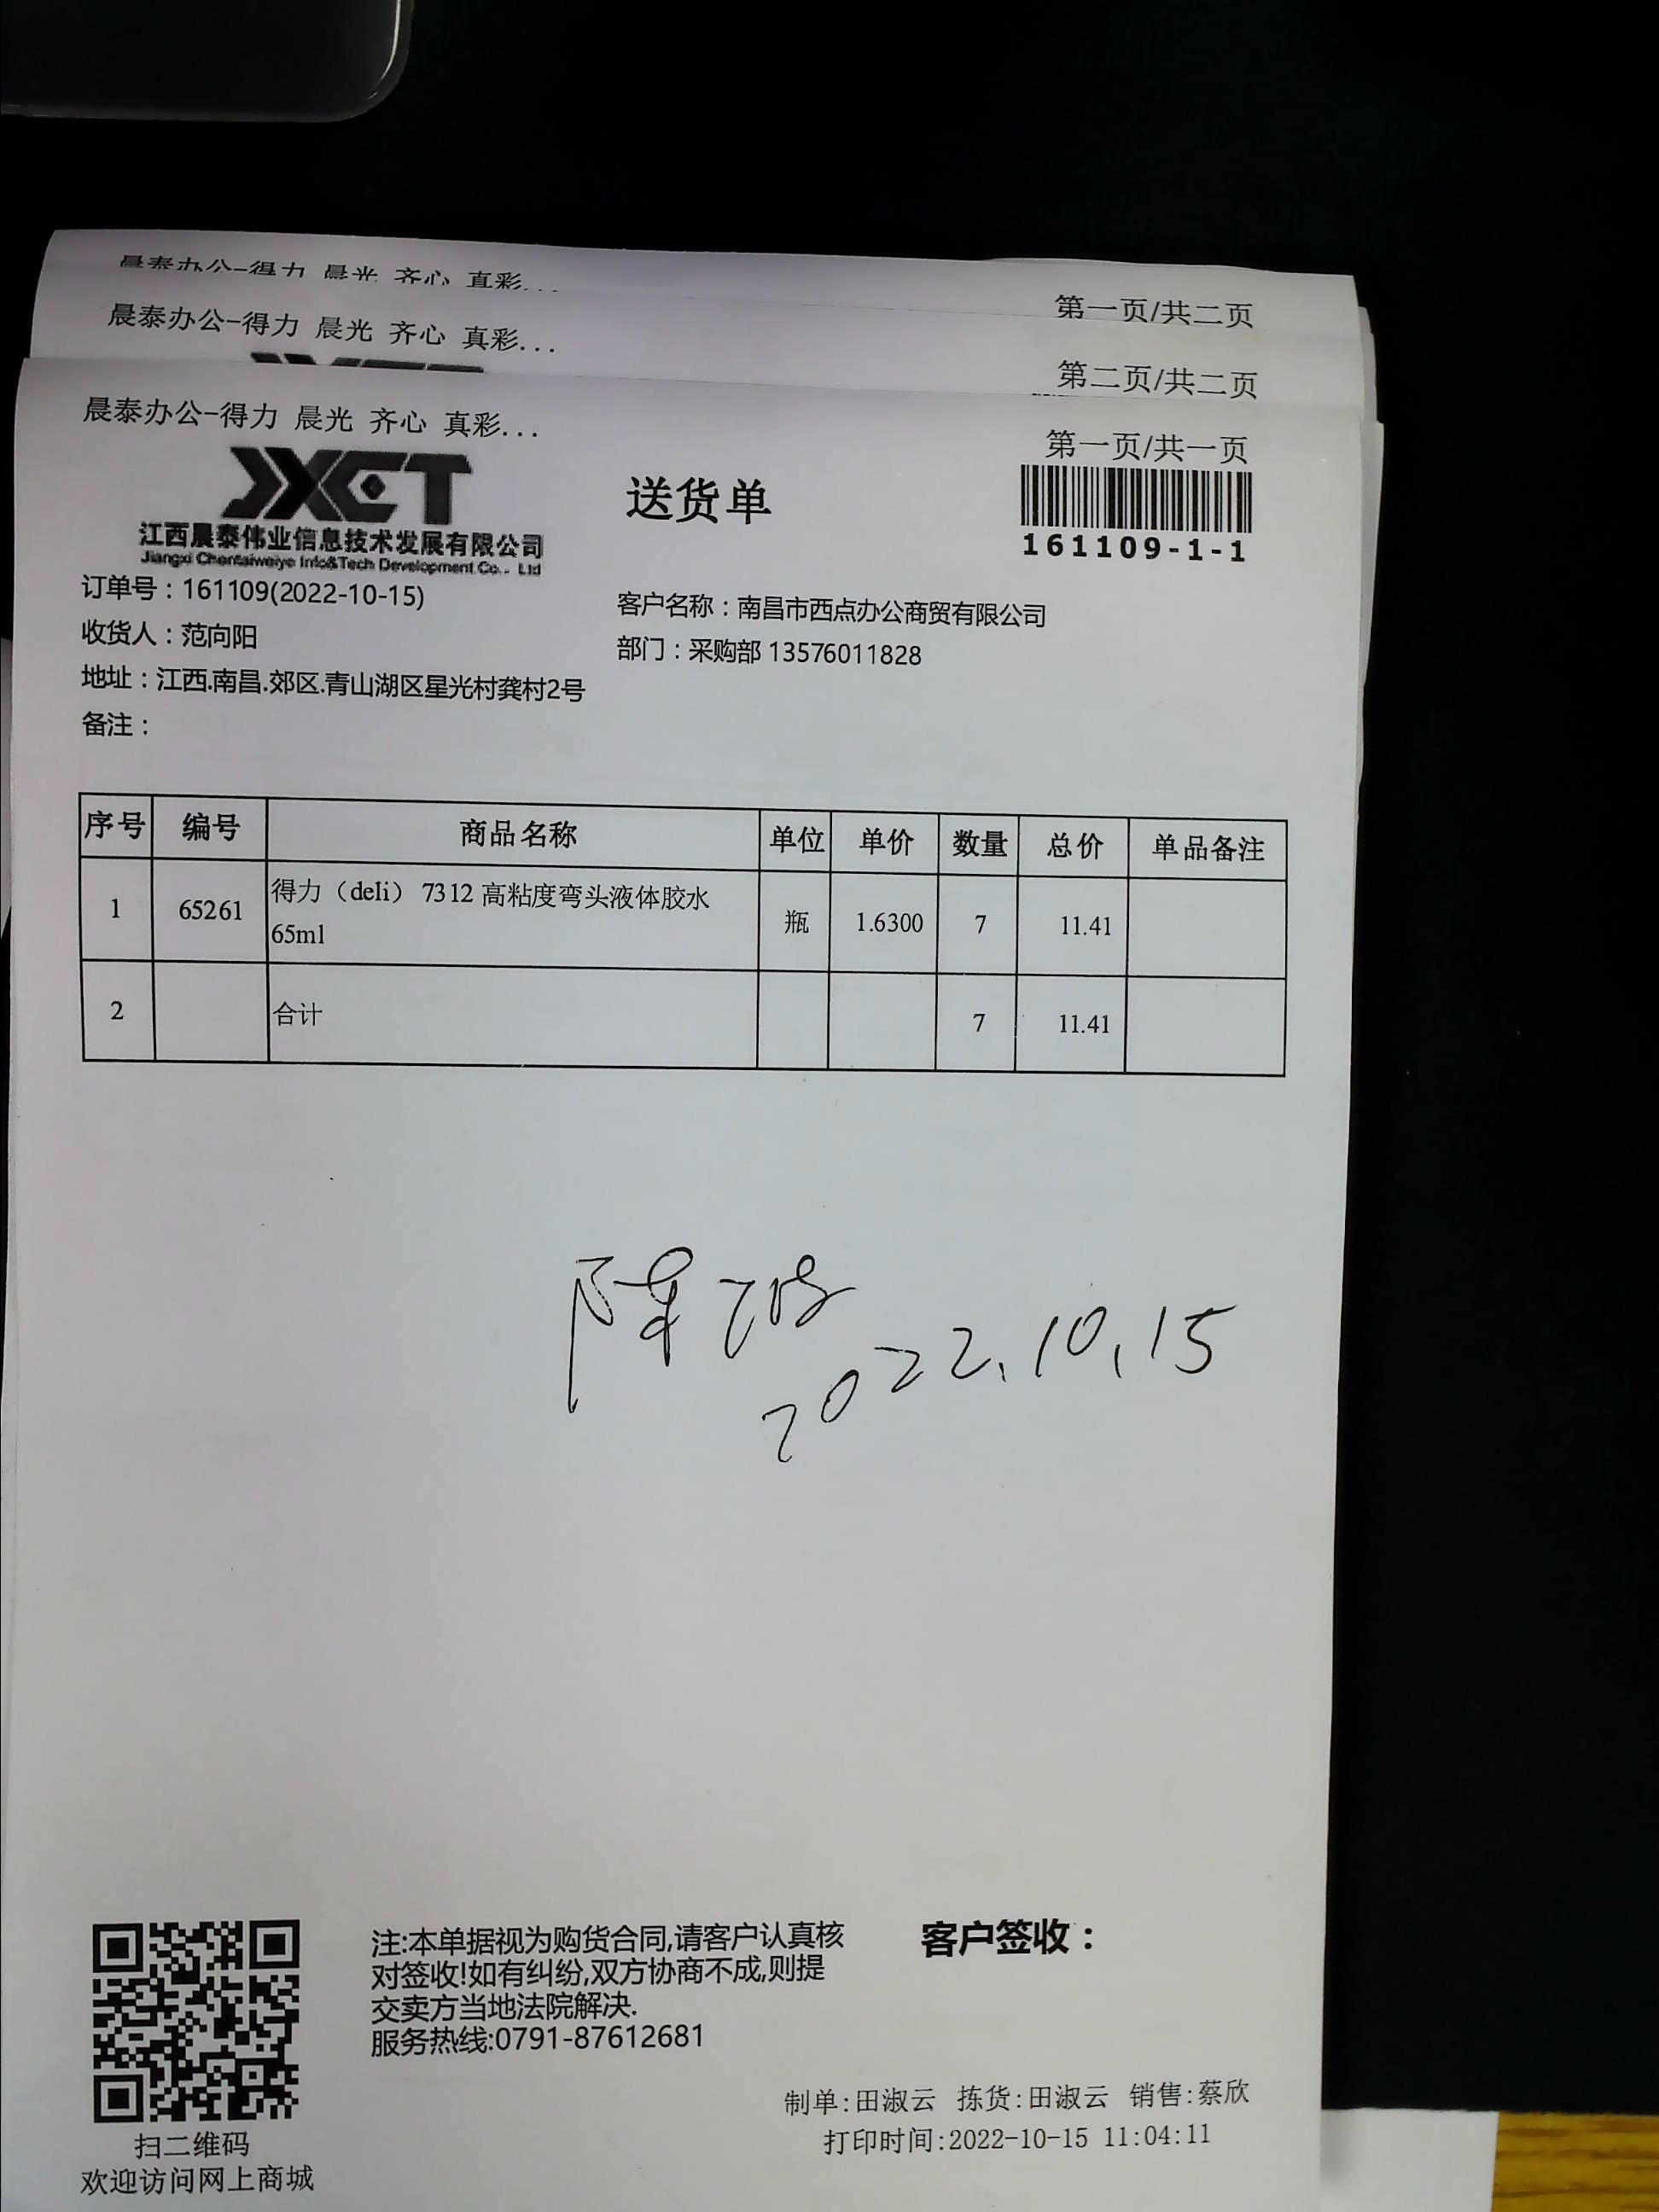 晨泰办公-得力 晨光 齐心 真彩...
第一页/共二页
晨泰办公-得力 晨光 齐心 真彩...
第二页/共二页
晨泰办公-得力 晨光 齐心 真彩...
第一页/共一页
JXCT
送货单
江西晨泰伟业信息技术发展有限公司
Jiangxi Chentaiweiye Info&Tech Development Co., Ltd
161109-1-1
订单号：161109(2022-10-15)
客户名称：南昌市西点办公商贸有限公司
收货人：范向阳
部门：采购部 13576011828
地址：江西.南昌.郊区.青山湖区星光村龚村2号
备注：
序号 编号 商品名称 单位 单价 数量 总价 单品备注
1 65261 得力（deli） 7312 高粘度弯头液体胶水 瓶 1.6300 7 11.41
65ml
2 合计 7 11.41
陈
2022.10.15
注:本单据视为购货合同,请客户认真核
对签收!如有纠纷,双方协商不成,则提
交卖方当地法院解决.
服务热线:0791-87612681
客户签收：
扫二维码
欢迎访问网上商城
制单:田淑云 拣货:田淑云 销售:蔡欣
打印时间:2022-10-15 11:04:11